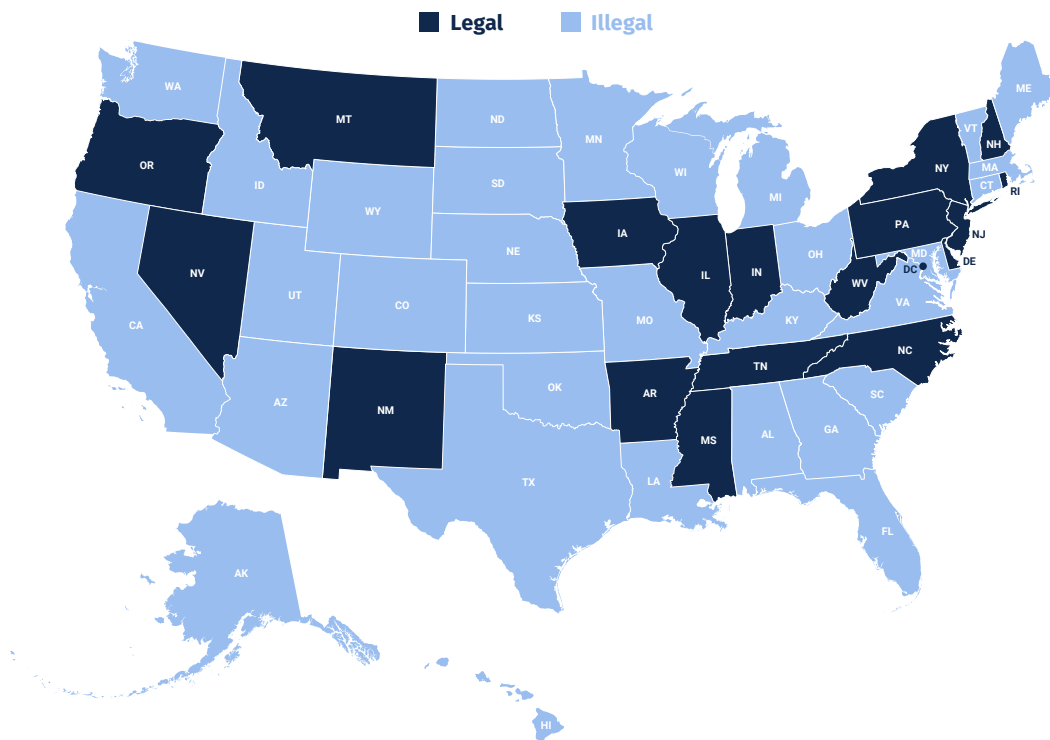 Legal Illegal
ME
WA
MT
ND
VT
NH
MN
OR
NY
MA
WI
SD
ID
CT
RI
MI
WY
PA
IA
NJ
NE
OH
MD
DE
DC
NV
IL
IN
WV
UT
VA
CO
KS
MO
KY
CA
NC
TN
OK
AR
SC
AZ
NM
GA
AL
MS
TX
LA
FL
AK
HI